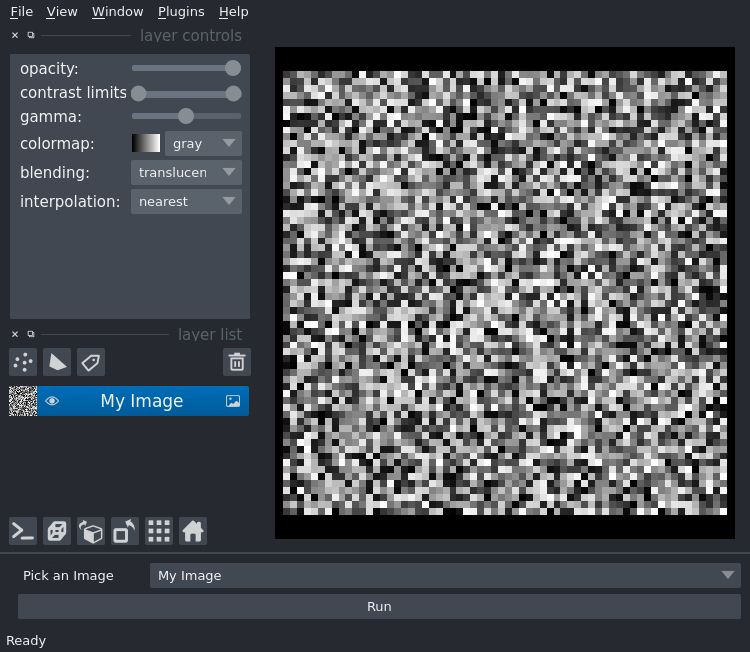 File View Window Plugins Help
layer controls
opacity:
contrast limits
gamma:
colormap: gray
blending: translucen
interpolation: nearest
layer list
My Image
Pick an Image My Image
Run
Ready